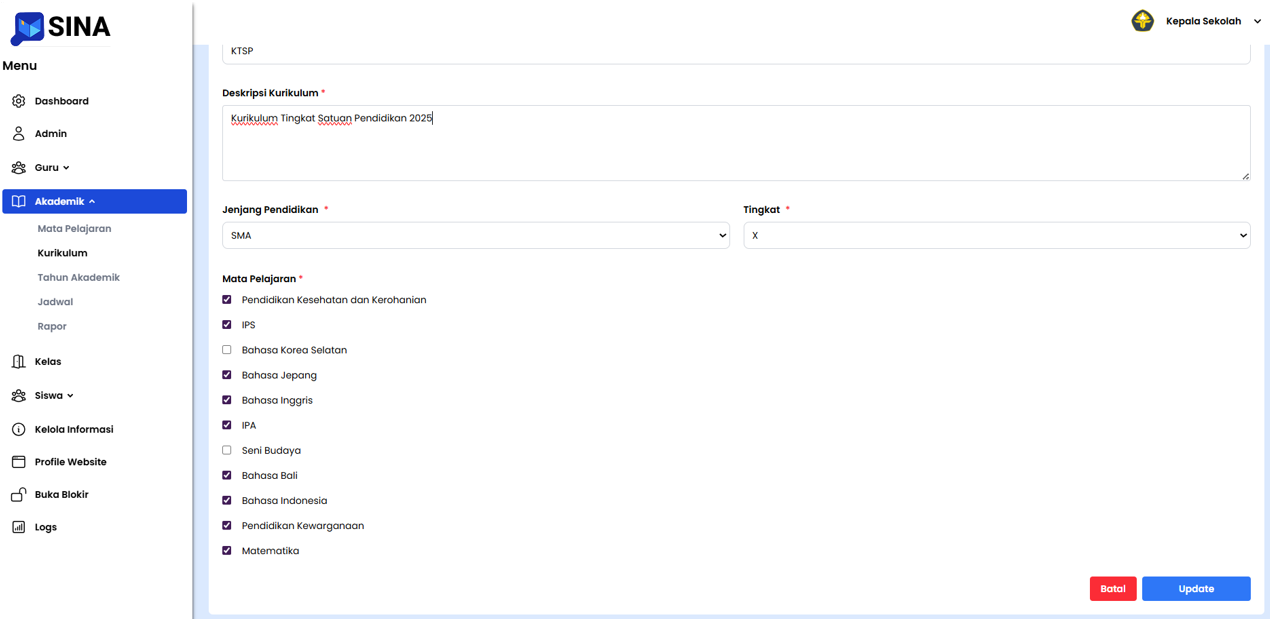 SINA
Kepala Sekolah
Menu
Dashboard
Admin
Guru
Akademik
Mata Pelajaran
Kurikulum
Tahun Akademik
Jadwal
Rapor
Kelas
Siswa
Kelola Informasi
Profile Website
Buka Blokir
Logs
KTSP
Deskripsi Kurikulum *
Kurikulum Tingkat Satuan Pendidikan 2025
Jenjang Pendidikan * Tingkat *
SMA X
Mata Pelajaran *
Pendidikan Kesehatan dan Kerohanian
IPS
Bahasa Korea Selatan
Bahasa Jepang
Bahasa Inggris
IPA
Seni Budaya
Bahasa Bali
Bahasa Indonesia
Pendidikan Kewarganaan
Matematika
Batal Update